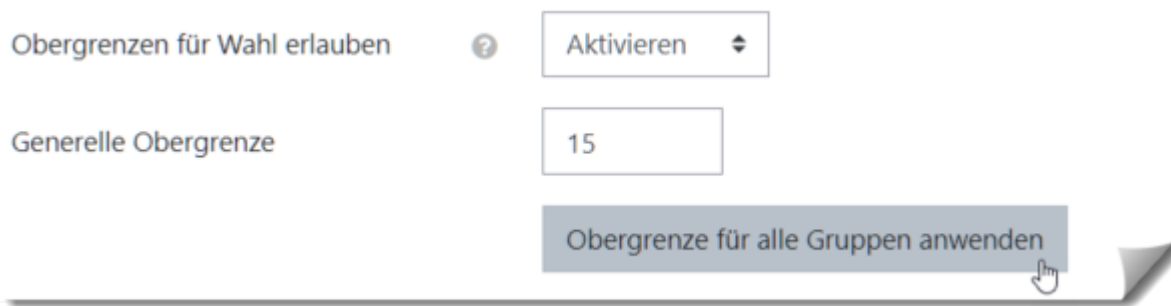 Obergrenzen für Wahl erlauben ? Aktivieren
Generelle Obergrenze 15
Obergrenze für alle Gruppen anwenden